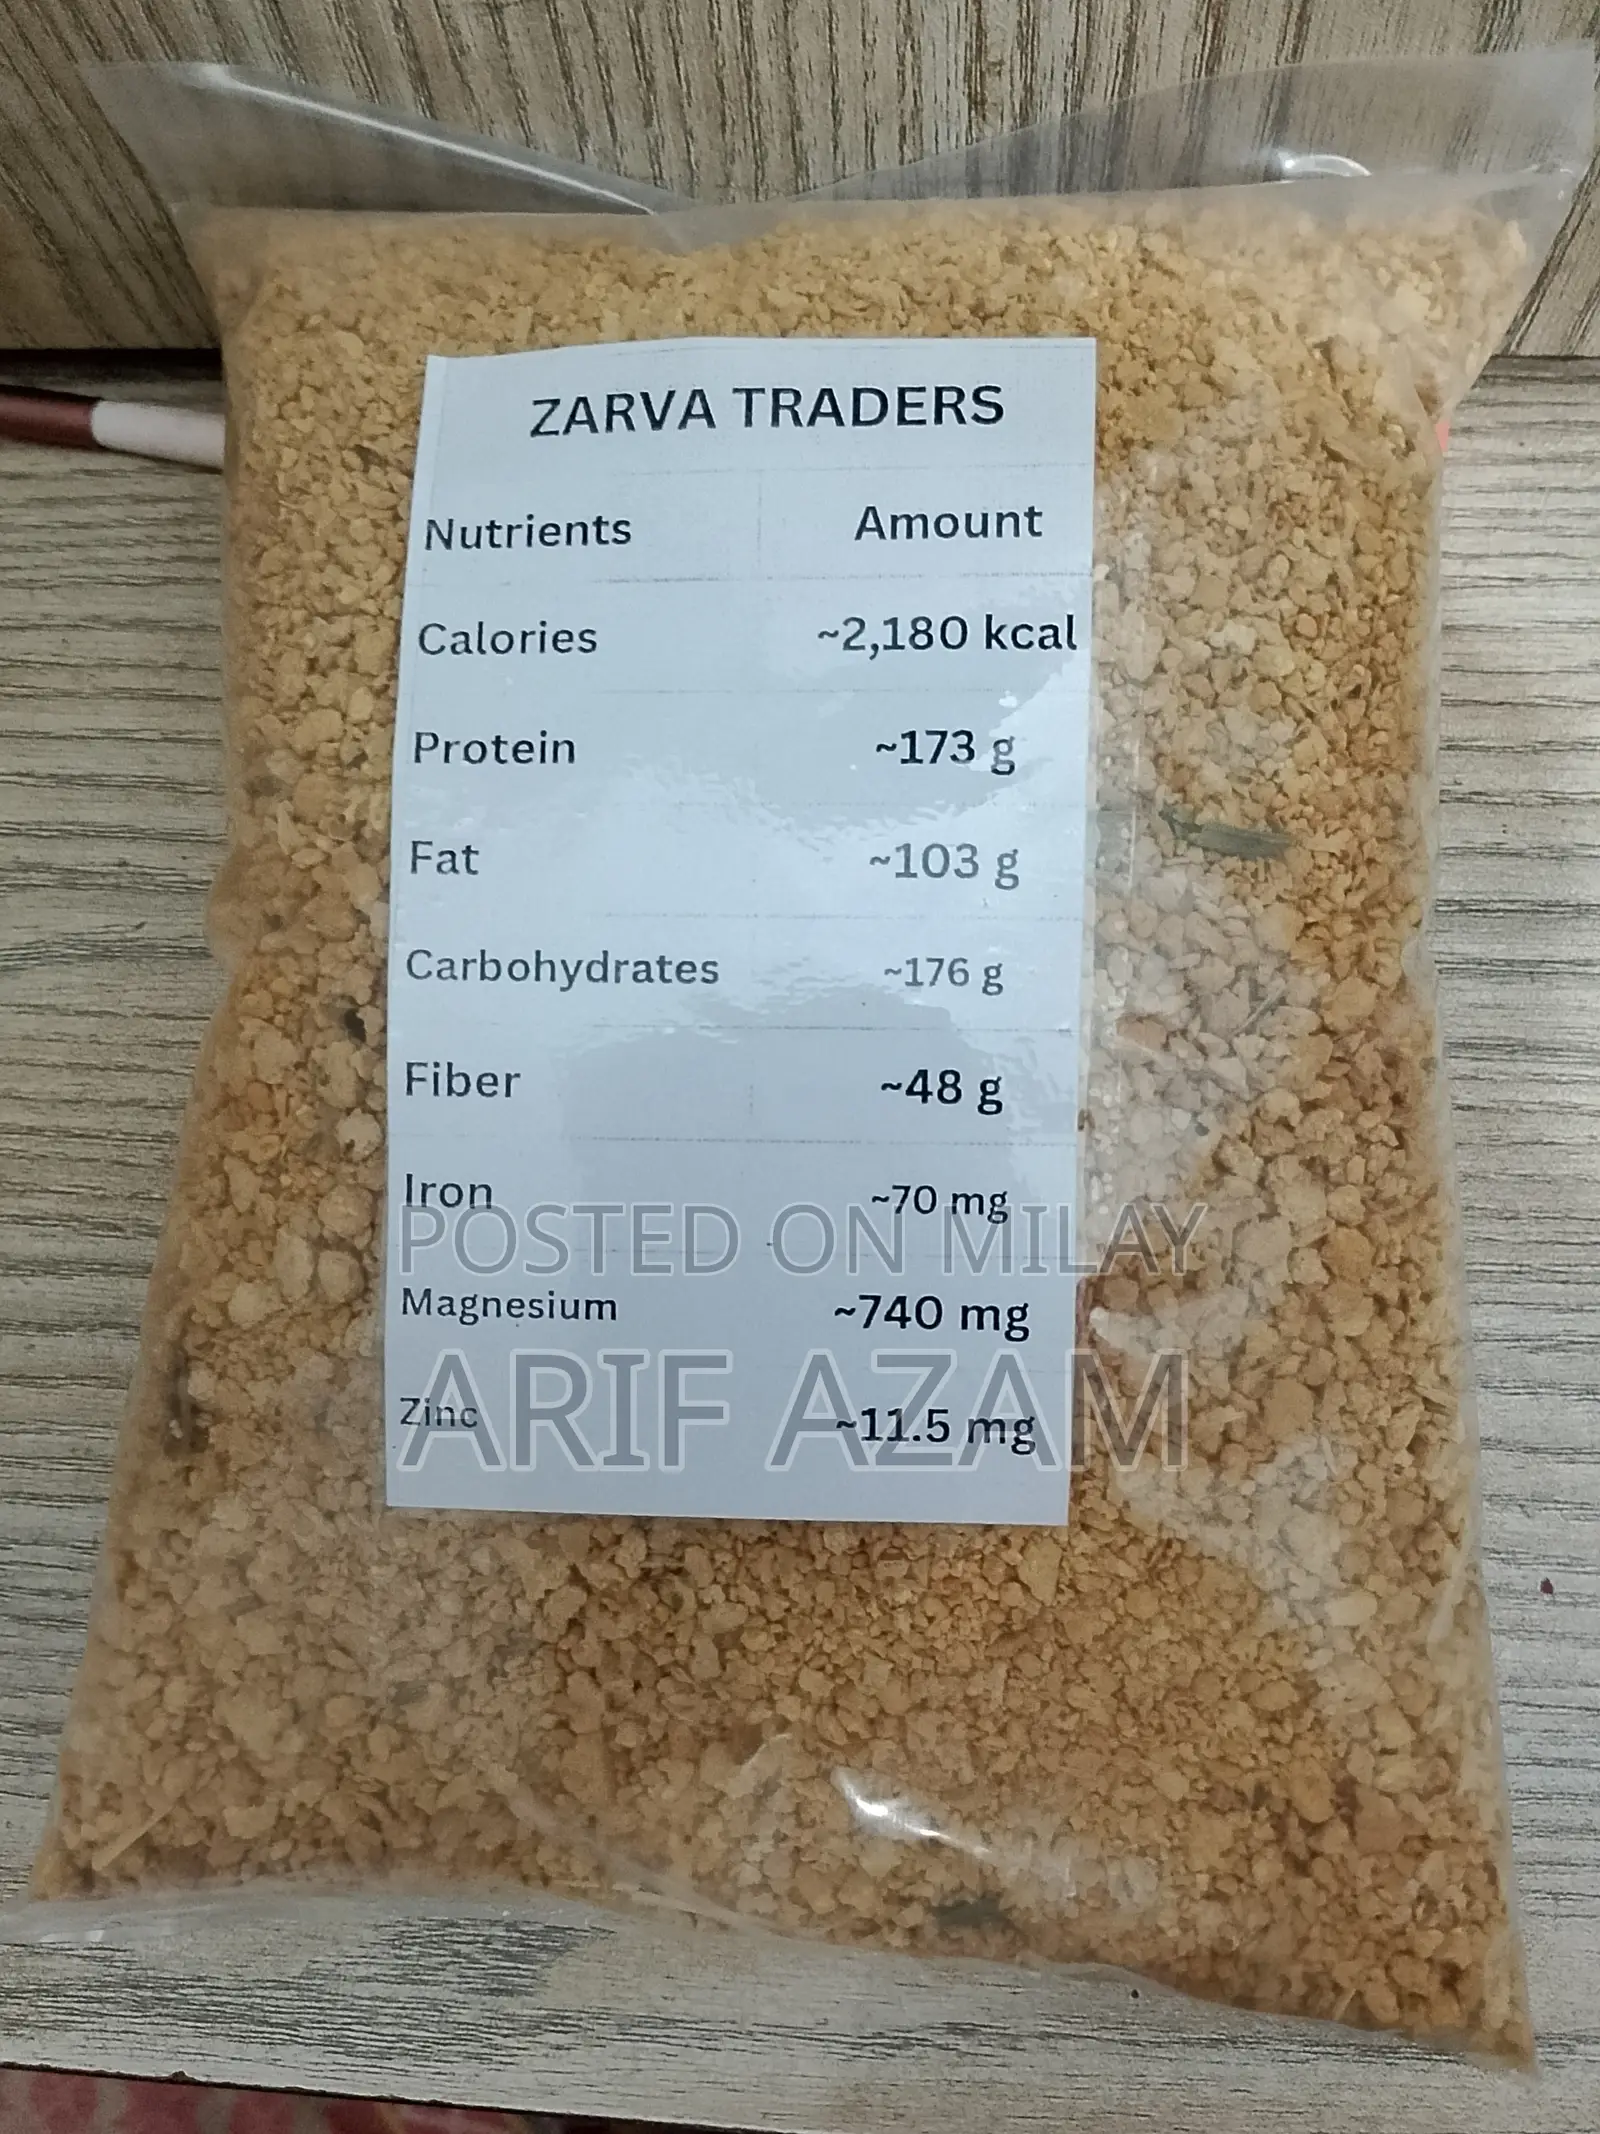 ZARVA TRADERS
Nutrients Amount
Calories ~2,180 kcal
Protein ~173 g
Fat ~103 g
Carbohydrates ~176 g
Fiber ~48 g
Iron ~70 mg
POSTED ON MILAY
Magnesium ~740 mg
ARIF AZAM
Zinc ~11.5 mg